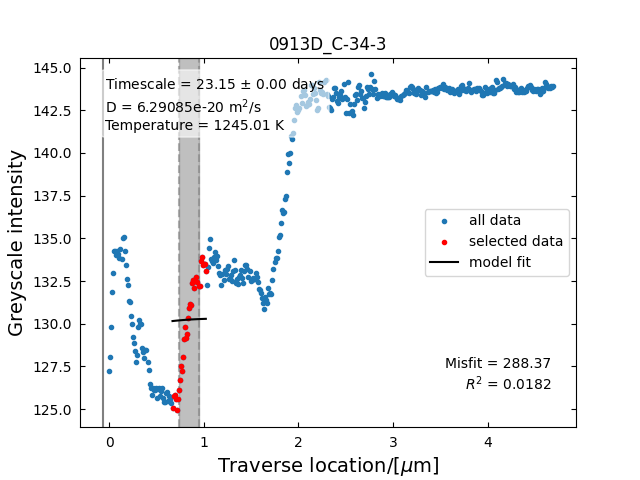 0913D_C-34-3
Timescale = 23.15 ± 0.00 days
D = 6.29085e-20 m²/s
Temperature = 1245.01 K
145.0
142.5
140.0
137.5
135.0
132.5
130.0
127.5
125.0
Greyscale intensity
all data
selected data
model fit
Misfit = 288.37
R² = 0.0182
0 1 2 3 4
Traverse location/[μm]